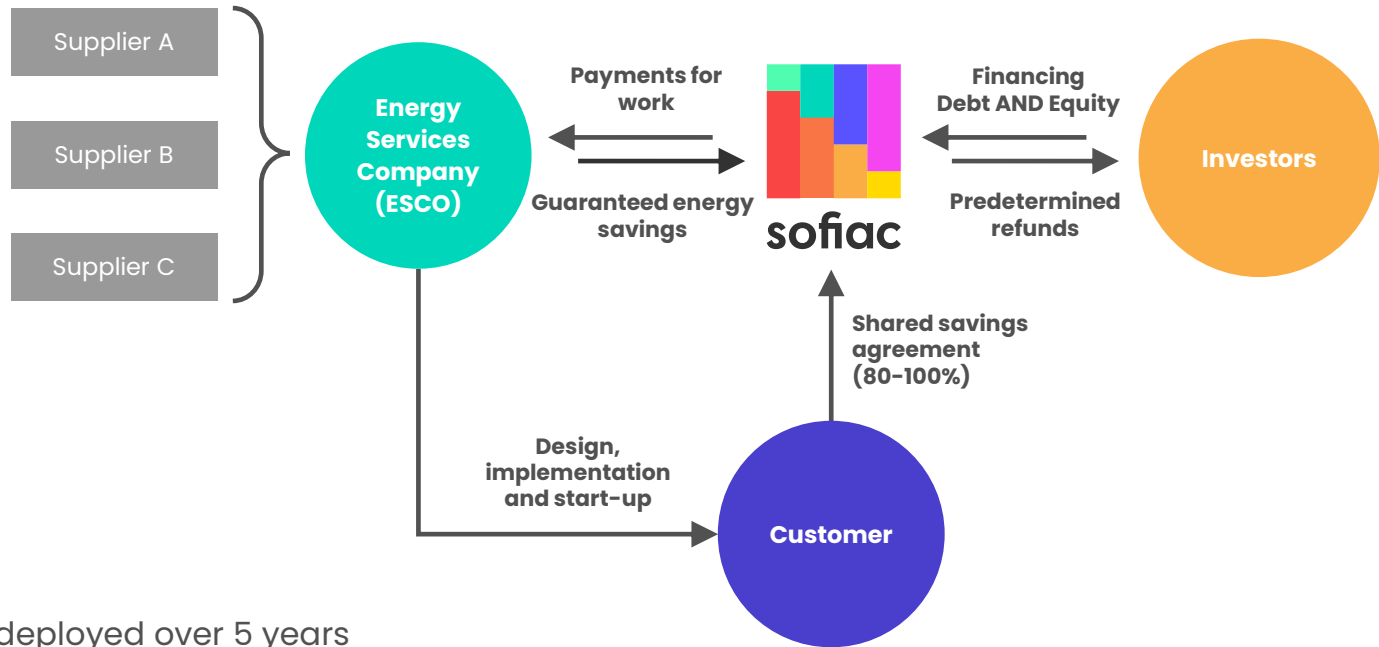 Supplier A
Supplier B
Supplier C
Energy
Services
Company
(ESCO)
Payments for
work
Guaranteed energy
savings
sofiac
Financing
Debt AND Equity
Predetermined
refunds
Investors
Shared savings
agreement
(80-100%)
Design,
implementation
and start-up
Customer
deployed over 5 years